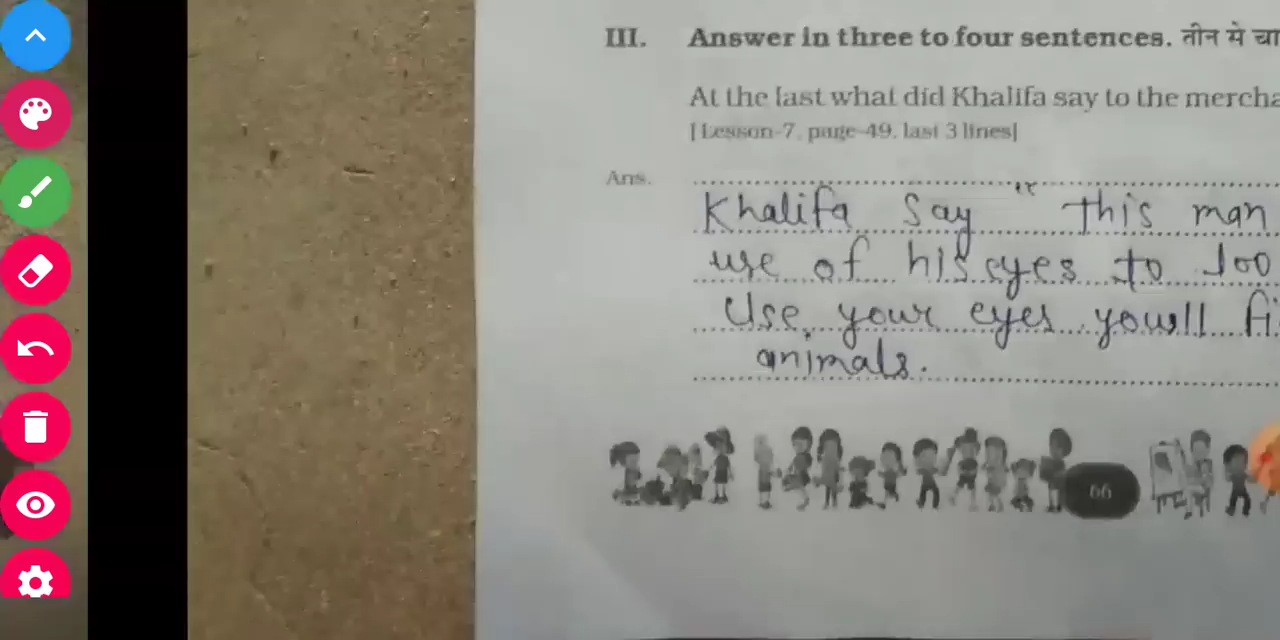 III. Answer in three to four sentences. तीन मे चा
At the last what did Khalifa say to the mercha
[Lesson-7, page-49, last 3 lines]
Ans.
Khalifa say " this man
use of his eyes to loo
Use your eyes you'll fi
animals.
66